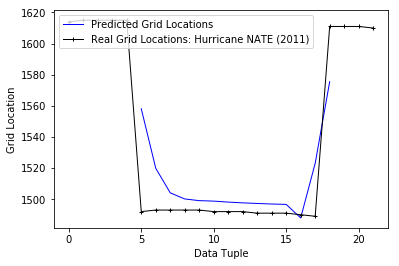 1620
1600
1580
1560
1540
1520
1500
Grid Location
Predicted Grid Locations
Real Grid Locations: Hurricane NATE (2011)
0 5 10 15 20
Data Tuple